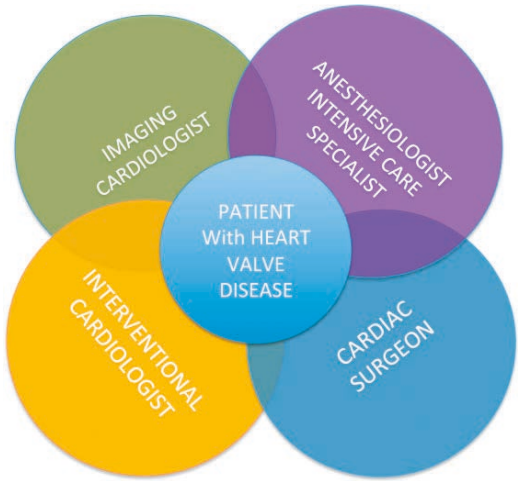 IMAGING
CARDIOLOGIST
ANESTHESIOLOGIST
INTENSIVE CARE
SPECIALIST
PATIENT
With HEART
VALVE
DISEASE
INTERVENTIONAL
CARDIOLOGIST
CARDIAC
SURGEON